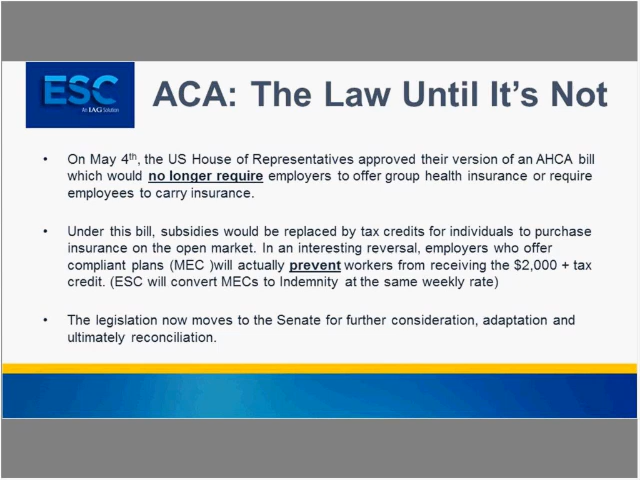 ESC
An IAG Solution
ACA: The Law Until It's Not
• On May 4th, the US House of Representatives approved their version of an AHCA bill
which would no longer require employers to offer group health insurance or require
employees to carry insurance.
• Under this bill, subsidies would be replaced by tax credits for individuals to purchase
insurance on the open market. In an interesting reversal, employers who offer
compliant plans (MEC )will actually prevent workers from receiving the $2,000 + tax
credit. (ESC will convert MECs to Indemnity at the same weekly rate)
• The legislation now moves to the Senate for further consideration, adaptation and
ultimately reconciliation.